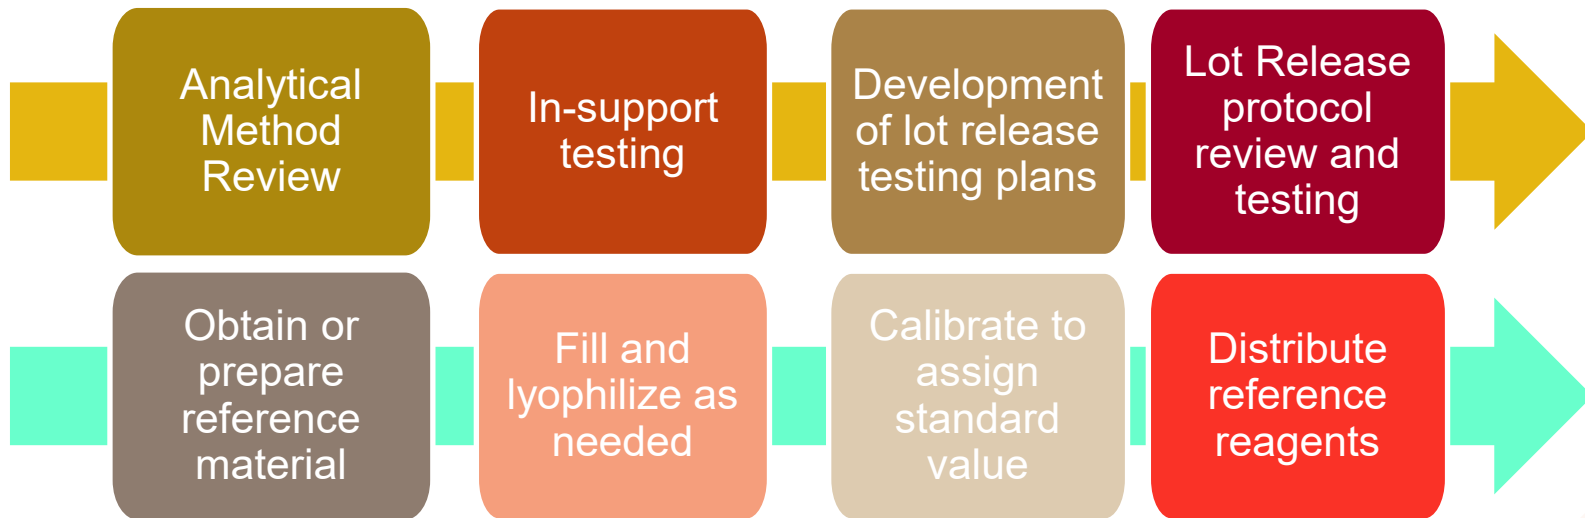 Analytical
Method
Review
In-support
testing
Development
of lot release
testing plans
Lot Release
protocol
review and
testing
Obtain or
prepare
reference
material
Fill and
lyophilize as
needed
Calibrate to
assign
standard
value
Distribute
reference
reagents